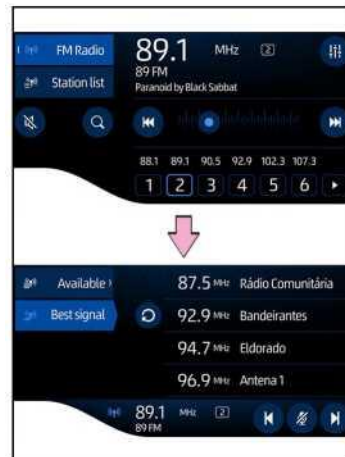 FM Radio
89.1 MHz 2
89 FM
Station list
Paranoid by Black Sabbat
88.1 89.1 90.5 92.9 102.3 107.3
1 2 3 4 5 6
Available
87.5 MHz Rádio Comunitária
Best signal
92.9 MHz Bandeirantes
94.7 MHz Eldorado
96.9 MHz Antena 1
89.1 MHz 2
89 FM